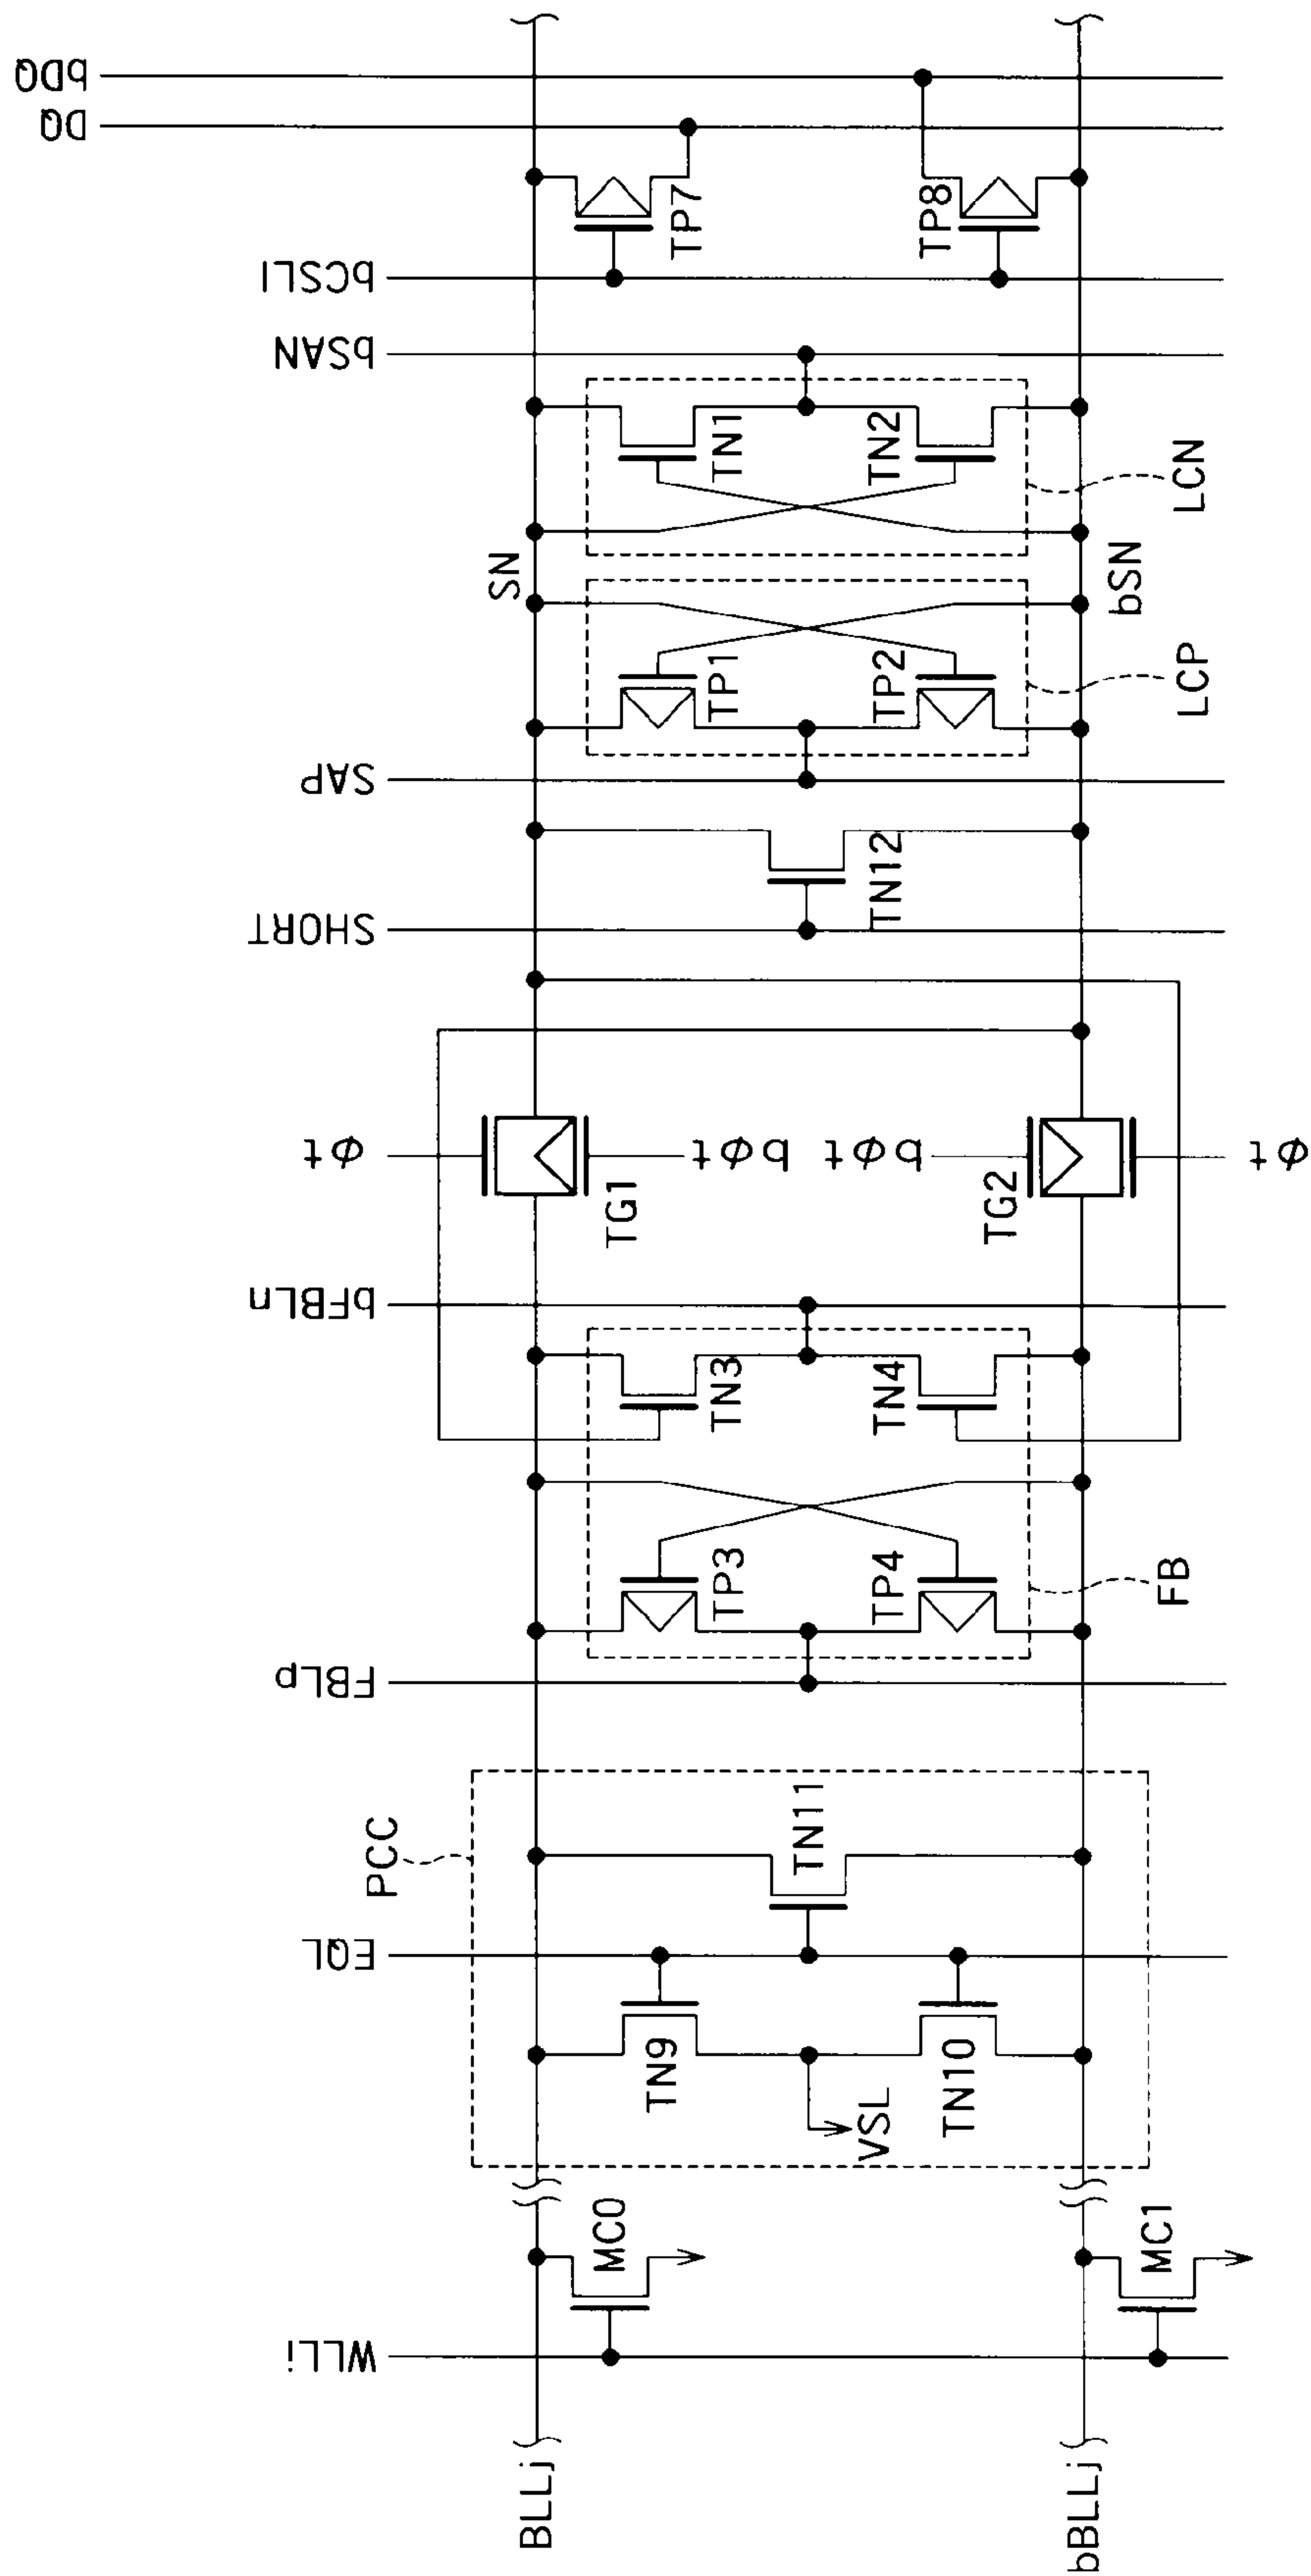 bDQ
DQ
bCSLI
bSAN
SAP
SHORT
φt
bFBLn
FBLp
EQL
WLLi
TP7
TP8
TN1
TN2
LCN
SN
bSN
TP1
TP2
LCP
TN12
bφt
bφt
φt
TG1
TG2
TN3
TN4
TP3
TP4
FB
PCC
TN11
TN9
TN10
VSL
MC0
MC1
BLLj
bBLLj